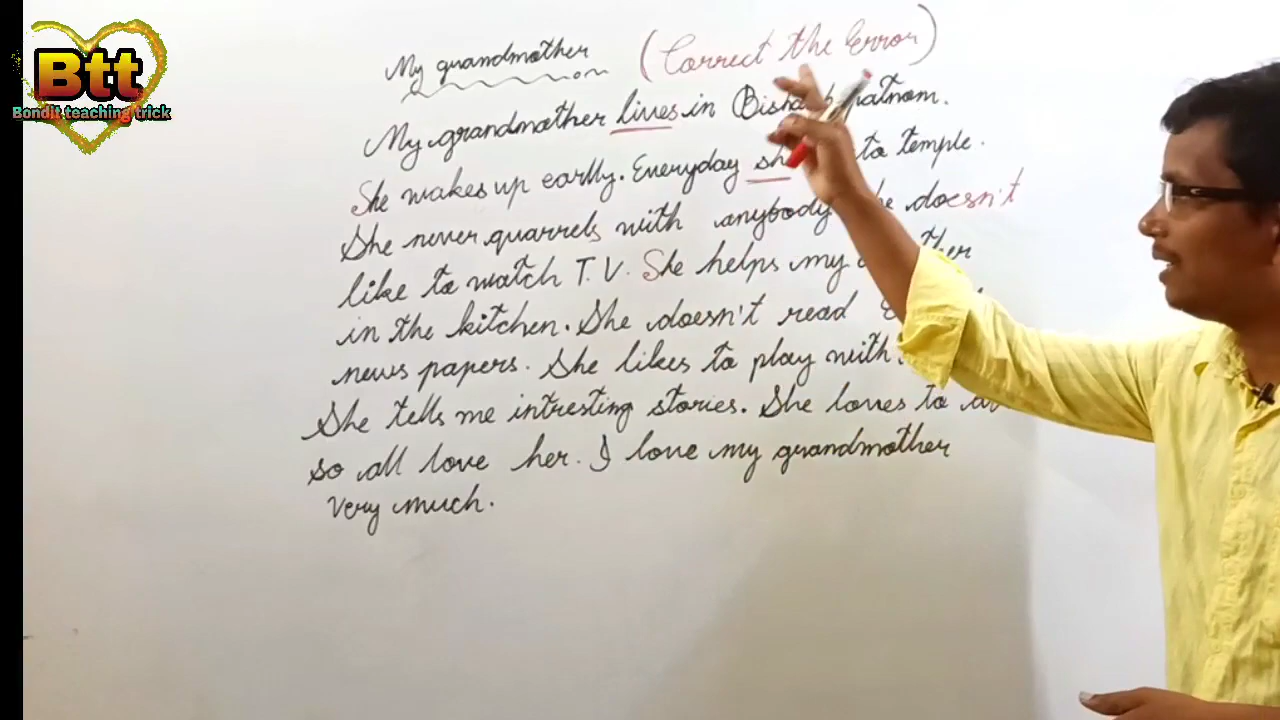 Btt
Bondit teaching trick
My grandmother (Correct the Error)
My grandmother lives in
She wakes up earlly. Everyday to temple.
She never quarrels with anybody doesn't
like to watch T.V. She helps my
in the kitchen. She doesn't read
news papers. She likes to play with
She tells me intresting stories. She loves to
so all love her. I love my grandmother
very much.